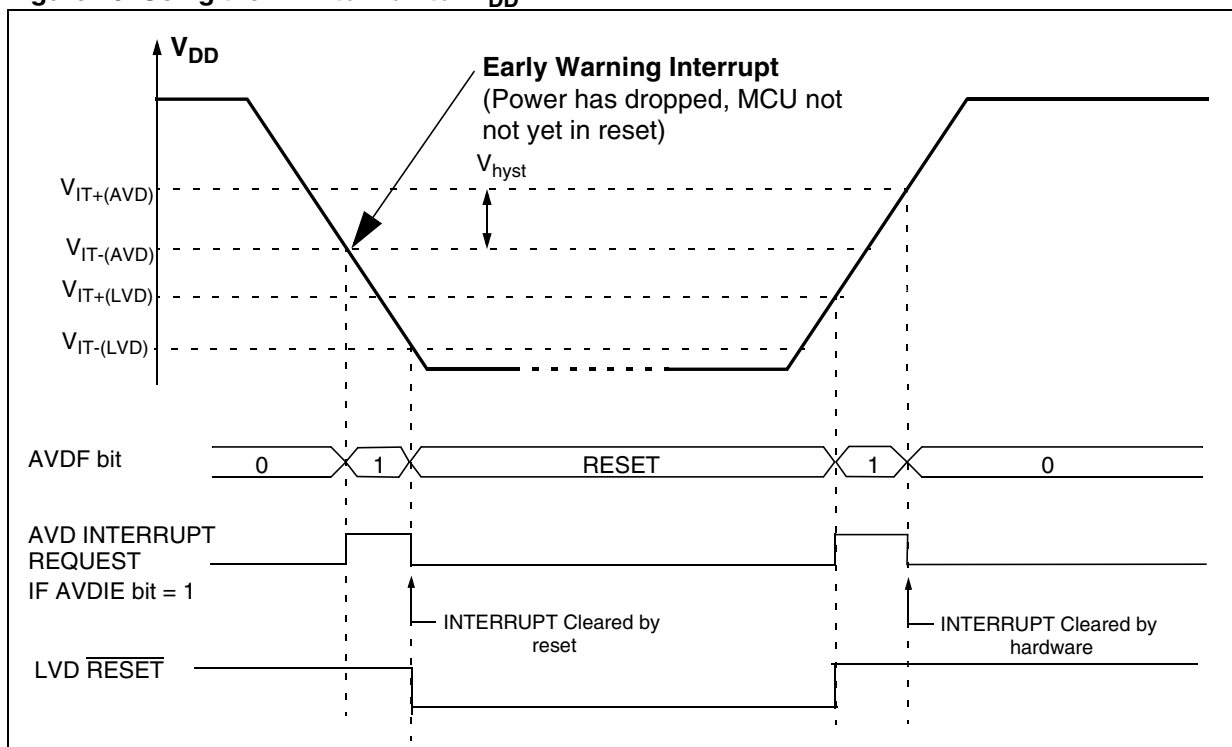 V_DD
Early Warning Interrupt
(Power has dropped, MCU not
not yet in reset)
V_hyst
V_IT+(AVD)
V_IT-(AVD)
V_IT+(LVD)
V_IT-(LVD)
AVDF bit
0
1
RESET
1
0
AVD INTERRUPT
REQUEST
IF AVDIE bit = 1
INTERRUPT Cleared by
reset
INTERRUPT Cleared by
hardware
LVD RESET